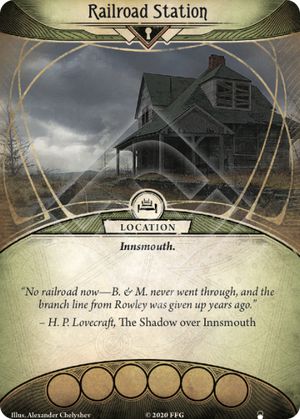 Railroad Station
LOCATION
Innsmouth.
“No railroad now—B. & M. never went through, and the
branch line from Rowley was given up years ago.”
– H. P. Lovecraft, The Shadow over Innsmouth
Illus. Alexander Chelyshev
© 2020 FFG